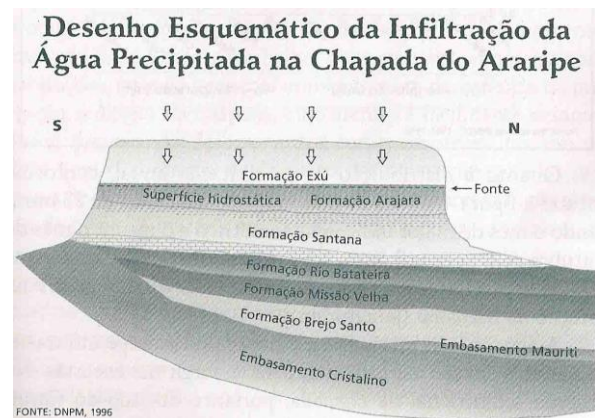 Desenho Esquemático da Infiltração da
Água Precipitada na Chapada do Araripe
S
N
Formação Exú
Fonte
Superfície hidrostática
Formação Arajara
Formação Santana
Formação Rio Batateira
Formação Missão Velha
Formação Brejo Santo
Embasamento Mauriti
Embasamento Cristalino
FONTE: DNPM, 1996